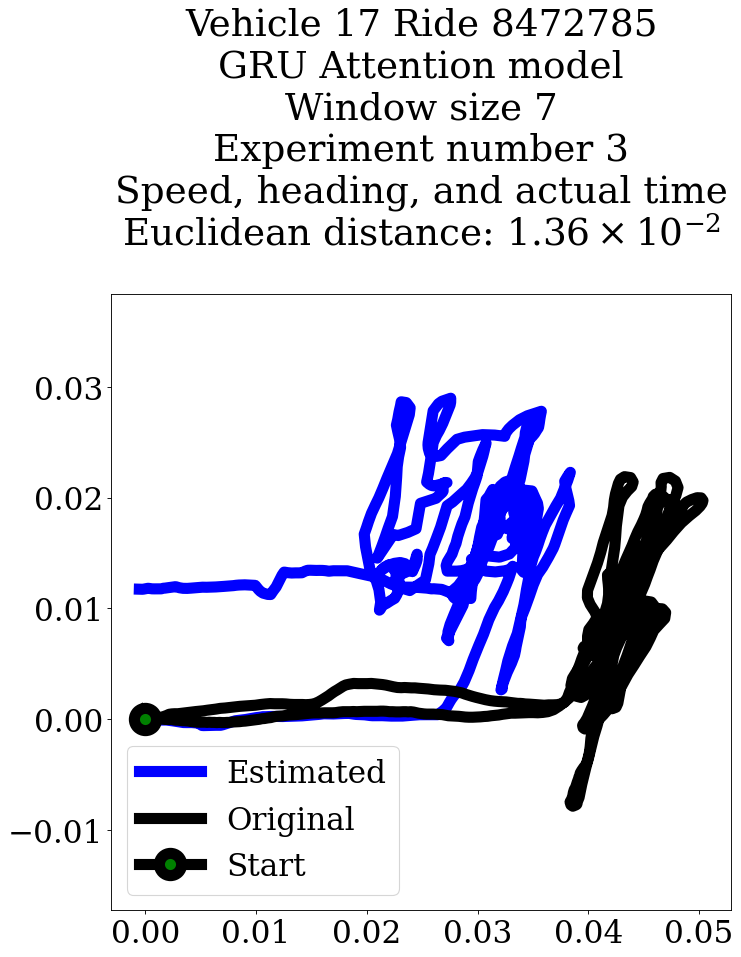 Vehicle 17 Ride 8472785
GRU Attention model
Window size 7
Experiment number 3
Speed, heading, and actual time
Euclidean distance: 1.36 × 10⁻²
0.03
0.02
0.01
0.00
−0.01
Estimated
Original
Start
0.00 0.01 0.02 0.03 0.04 0.05